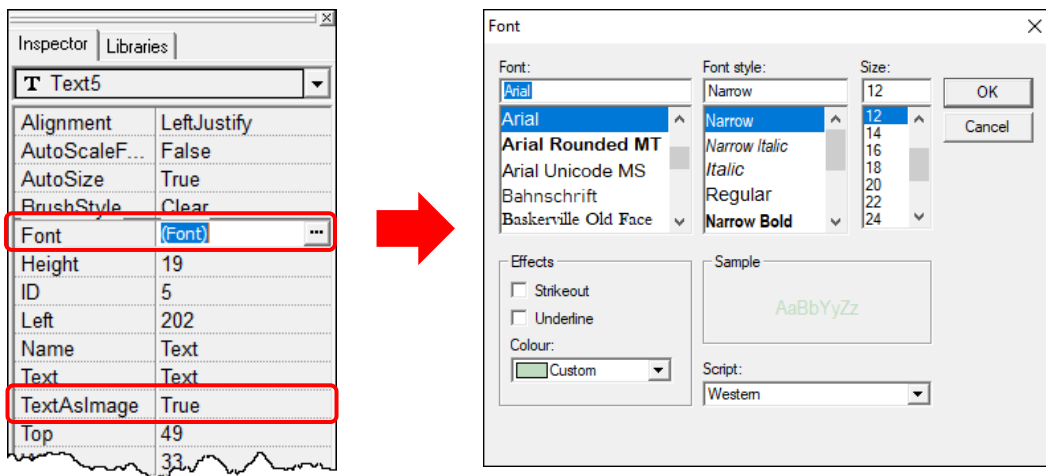 Inspector Libraries
T Text5
Alignment LeftJustify
AutoScaleF... False
AutoSize True
BrushStyle Clear
Font (Font) ...
Height 19
ID 5
Left 202
Name Text
Text Text
TextAsImage True
Top 49
33
Font
Font: Font style: Size:
Arial Narrow 12 OK
Arial Narrow 12 Cancel
Arial Rounded MT Narrow Italic 14
Arial Unicode MS Italic 16
Bahnschrift Regular 18
Baskerville Old Face Narrow Bold 20
22
24
Effects Sample
Strikeout
Underline AaBbYyZz
Colour:
Custom Script:
Western